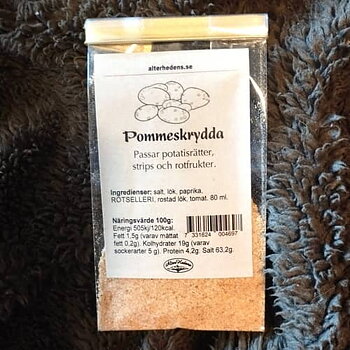 alterhedens.se
Pommeskrydda
Passar potatisrätter,
strips och rotfrukter.
Ingredienser: salt, lök, paprika,
ROTSELLERI, rostad lök, tomat. 80 ml.
Näringsvärde 100g:
Energi 505kj/120kcal.
Fett 1,5g (varav mättat
fett 0,2g). Kolhydrater 19g (varav
sockerarter 5 g). Protein 4,2g. Salt 63,2g.
7 331624 004697